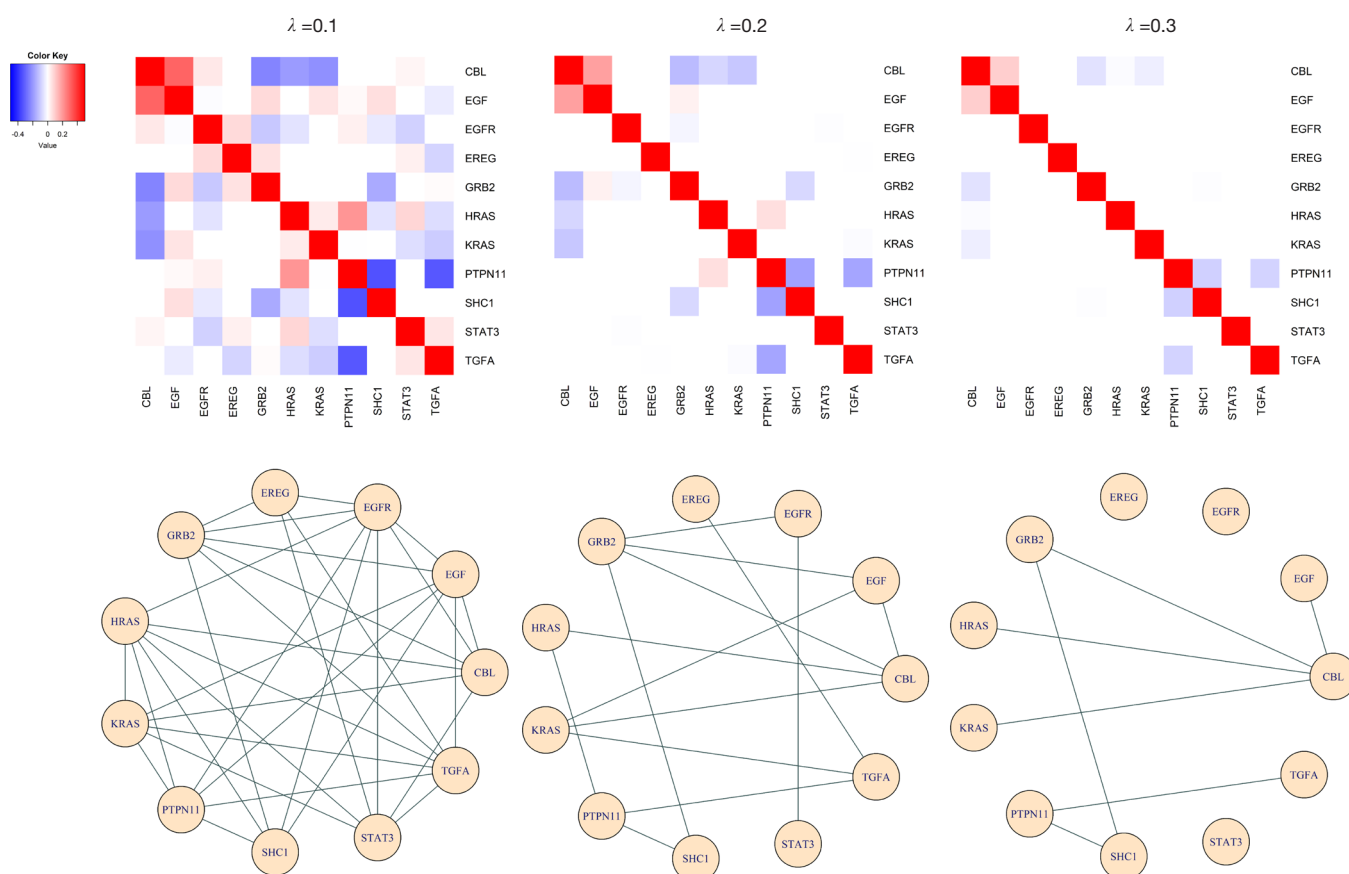 λ =0.1
λ =0.2
λ =0.3
Color Key
-0.4 0 0.2
Value
CBL
EGF
EGFR
EREG
GRB2
HRAS
KRAS
PTPN11
SHC1
STAT3
TGFA
CBL EGF EGFR EREG GRB2 HRAS KRAS PTPN11 SHC1 STAT3 TGFA
CBL
EGF
EGFR
EREG
GRB2
HRAS
KRAS
PTPN11
SHC1
STAT3
TGFA
CBL EGF EGFR EREG GRB2 HRAS KRAS PTPN11 SHC1 STAT3 TGFA
CBL
EGF
EGFR
EREG
GRB2
HRAS
KRAS
PTPN11
SHC1
STAT3
TGFA
CBL EGF EGFR EREG GRB2 HRAS KRAS PTPN11 SHC1 STAT3 TGFA
EREG
EGFR
GRB2
EGF
HRAS
CBL
KRAS
TGFA
PTPN11
STAT3
SHC1
EREG
EGFR
GRB2
EGF
HRAS
CBL
KRAS
TGFA
PTPN11
STAT3
SHC1
EREG
EGFR
GRB2
EGF
HRAS
CBL
KRAS
TGFA
PTPN11
STAT3
SHC1